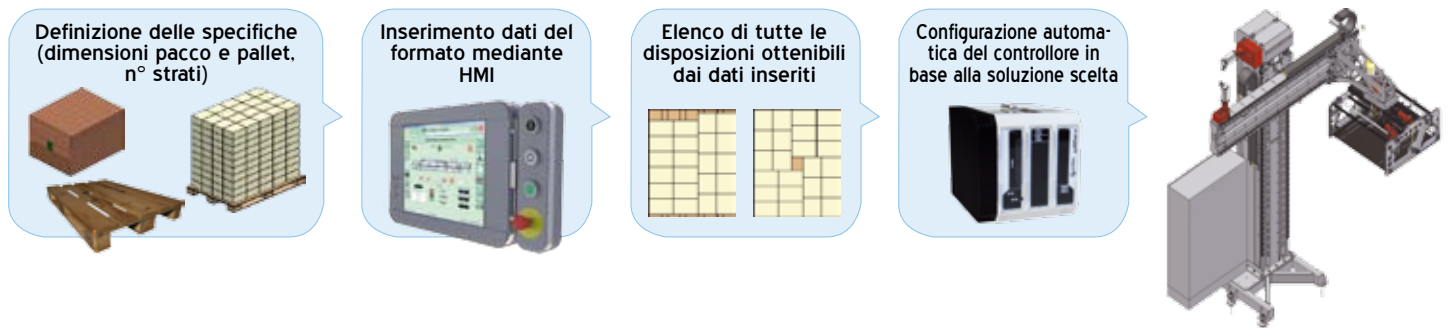 Definizione delle specifiche
(dimensioni pacco e pallet,
n° strati)
Inserimento dati del
formato mediante
HMI
Elenco di tutte le
disposizioni ottenibili
dai dati inseriti
Configurazione automa-
tica del controllore in
base alla soluzione scelta